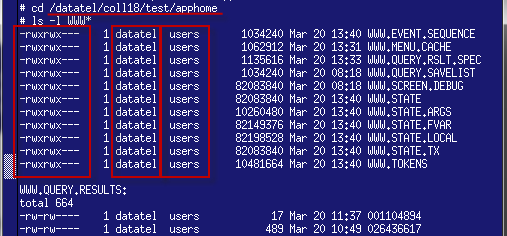 # cd /datatel/coll18/test/apphome
# ls -l WWW*
-rwxrwx--- 1 datatel users 1034240 Mar 20 13:40 WWW.EVENT.SEQUENCE
-rwxrwx--- 1 datatel users 1062912 Mar 20 13:31 WWW.MENU.CACHE
-rwxrwx--- 1 datatel users 1135616 Mar 20 13:33 WWW.QUERY.RSLT.SPEC
-rwxrwx--- 1 datatel users 1034240 Mar 20 08:18 WWW.QUERY.SAVELIST
-rwxrwx--- 1 datatel users 82083840 Mar 20 08:18 WWW.SCREEN.DEBUG
-rwxrwx--- 1 datatel users 82083840 Mar 20 13:40 WWW.STATE
-rwxrwx--- 1 datatel users 10260480 Mar 20 13:40 WWW.STATE.ARGS
-rwxrwx--- 1 datatel users 82149376 Mar 20 13:40 WWW.STATE.FVAR
-rwxrwx--- 1 datatel users 82198528 Mar 20 13:40 WWW.STATE.LOCAL
-rwxrwx--- 1 datatel users 82083840 Mar 20 13:40 WWW.STATE.TX
-rwxrwx--- 1 datatel users 10481664 Mar 20 13:40 WWW.TOKENS
WWW.QUERY.RESULTS:
total 664
-rw-rw---- 1 datatel users 17 Mar 20 11:37 001104894
-rw-rw---- 1 datatel users 489 Mar 20 10:49 026436617